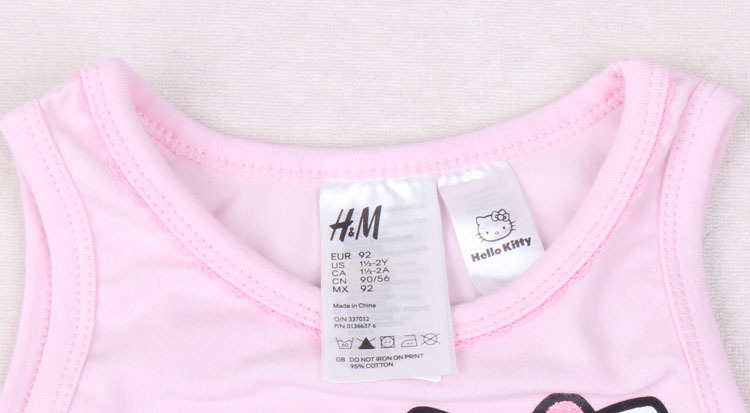 H&M
EUR 92
US 1½-2Y
CA 1½-2A
CN 90/56
MX 92
Made in China
O/N 337032
P/N 0136637 6
60
GB DO NOT IRON ON PRINT
95% COTTON
Hello Kitty